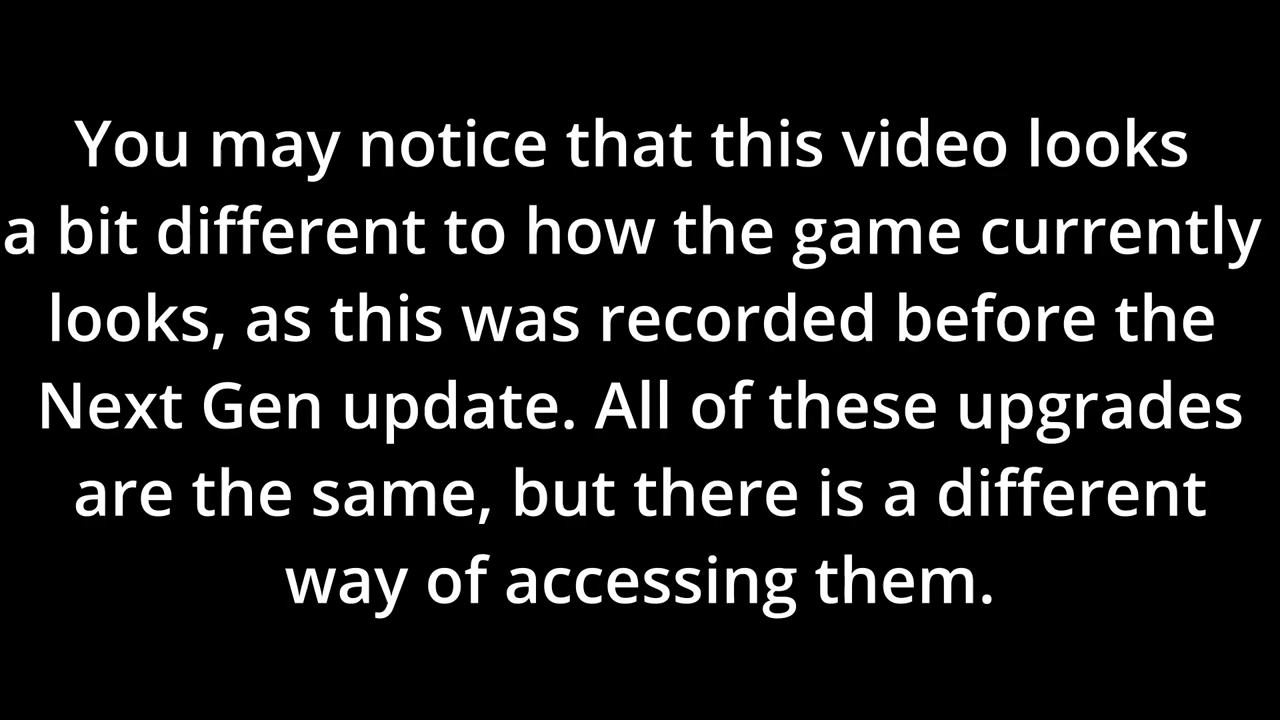 You may notice that this video looks
a bit different to how the game currently
looks, as this was recorded before the
Next Gen update. All of these upgrades
are the same, but there is a different
way of accessing them.